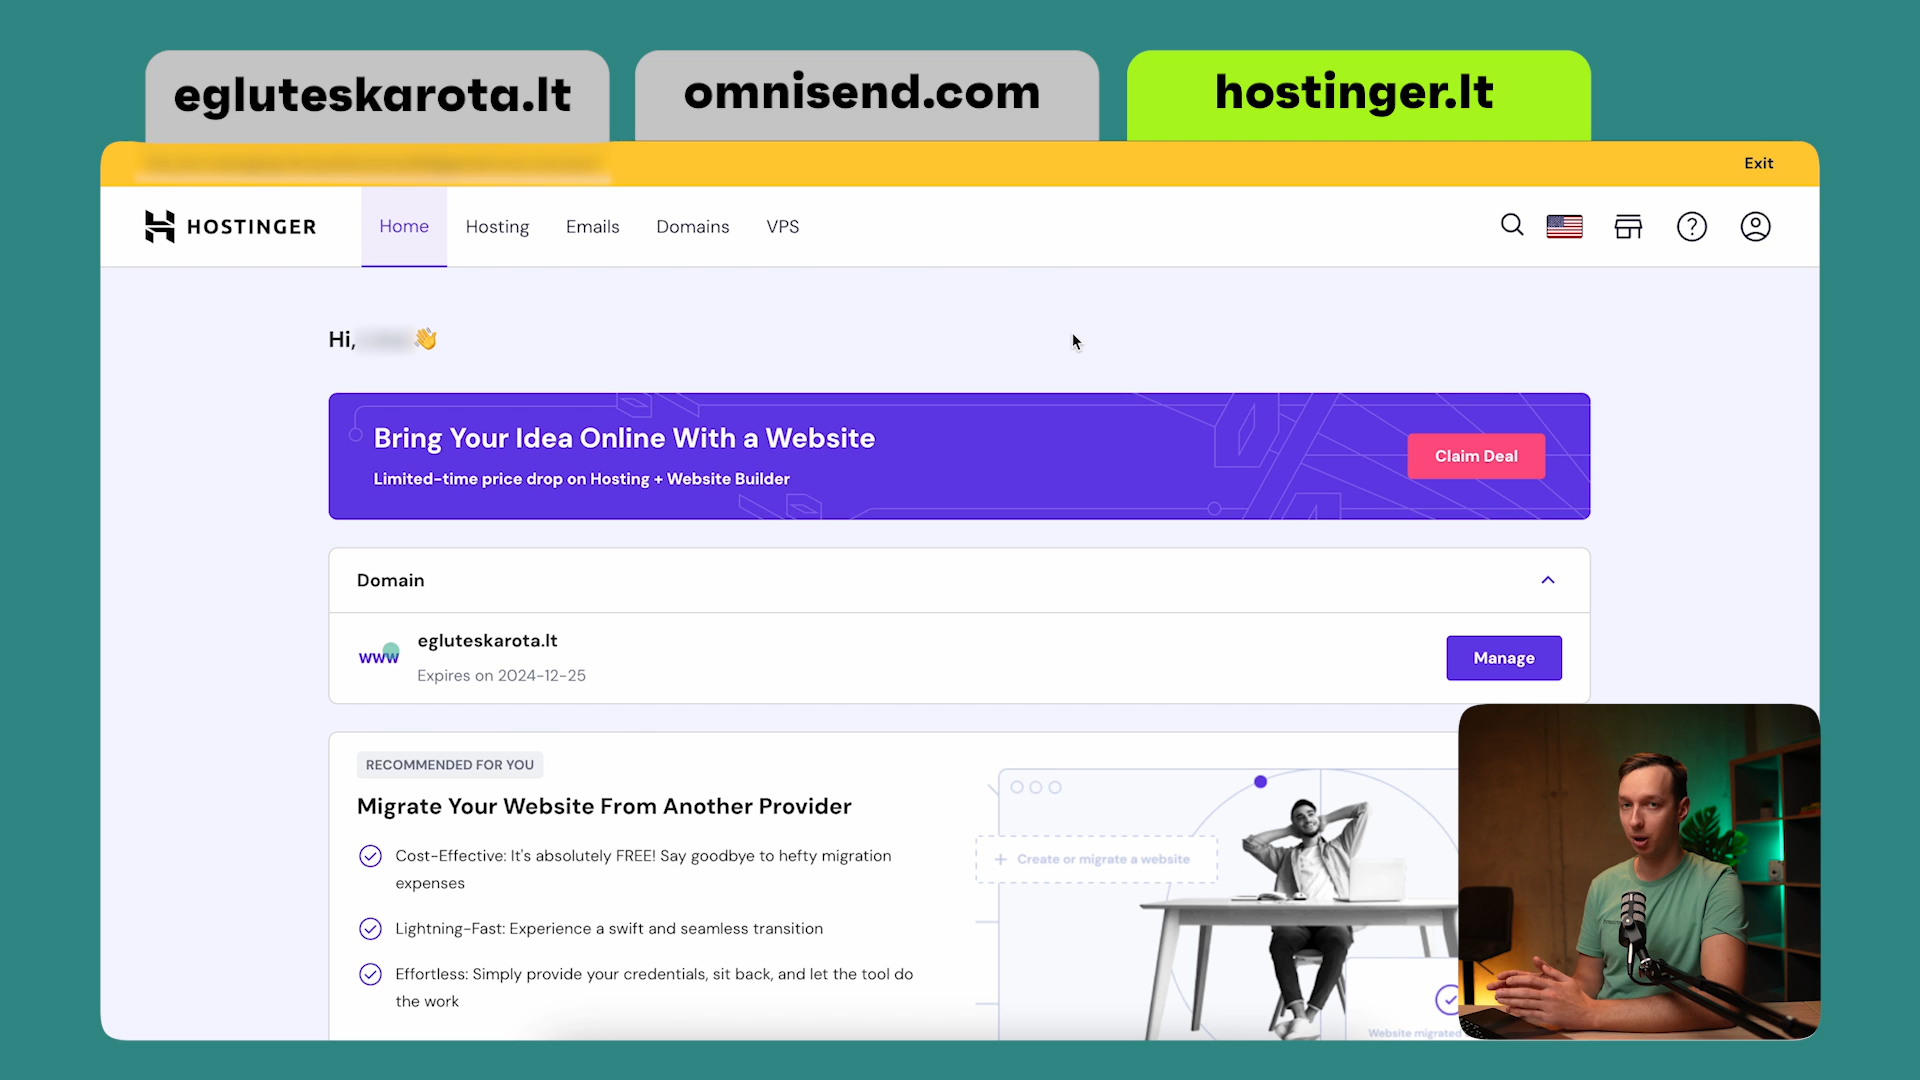 egluteskarota.lt
omnisend.com
hostinger.lt
Exit
HOSTINGER
Home
Hosting
Emails
Domains
VPS
Hi,
Bring Your Idea Online With a Website
Limited-time price drop on Hosting + Website Builder
Claim Deal
Domain
www
egluteskarota.lt
Expires on 2024-12-25
Manage
RECOMMENDED FOR YOU
Migrate Your Website From Another Provider
Cost-Effective: It's absolutely FREE! Say goodbye to hefty migration
expenses
Lightning-Fast: Experience a swift and seamless transition
Effortless: Simply provide your credentials, sit back, and let the tool do
the work
+ Create or migrate a website
Website migrated